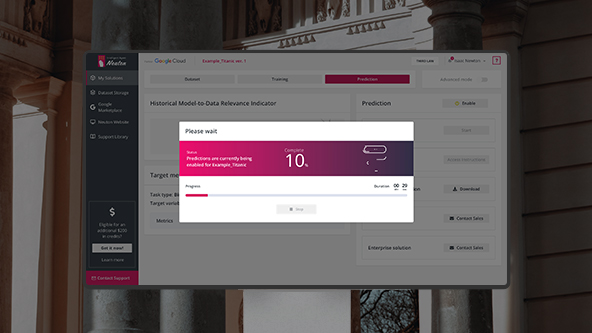 Neuton
Google Cloud
Example_Titanic ver. 1
Isaac Newton
?
My Solutions
Dataset
Training
Prediction
Advanced mode
Dataset Storage
Google
Marketplace
Neuton Website
Support Library
Historical Model-to-Data Relevance Indicator
Prediction
Enable
Please wait
Status
Predictions are currently being
enabled for Example_Titanic
Complete
10%
Progress
Duration
00 29
Stop
Target me
Task type: Bi
Target varia
Metrics
Download
Contact Sales
Enterprise solution
Contact Sales
$
Eligible for an
additional $200
in credits!
Get it now!
Learn more
Contact Support